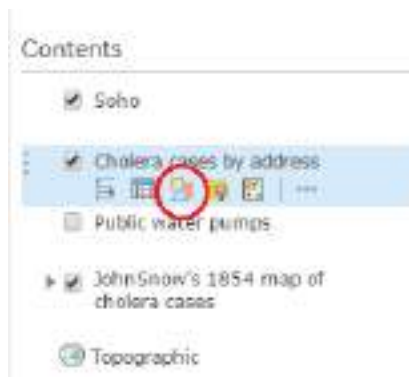 Contents
Soho
Cholera cases by address
Public water pumps
John Snow's 1854 map of
cholera cases
Topographic